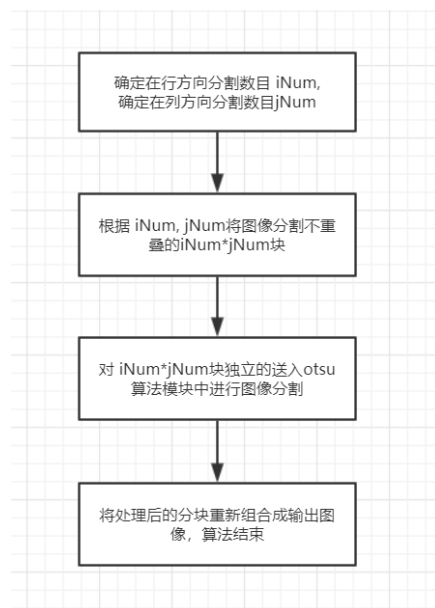 确定在行方向分割数目 iNum,
确定在列方向分割数目jNum
根据 iNum, jNum将图像分割不重
叠的iNum*jNum块
对 iNum*jNum块独立的送入otsu
算法模块中进行图像分割
将处理后的分块重新组合成输出图
像，算法结束